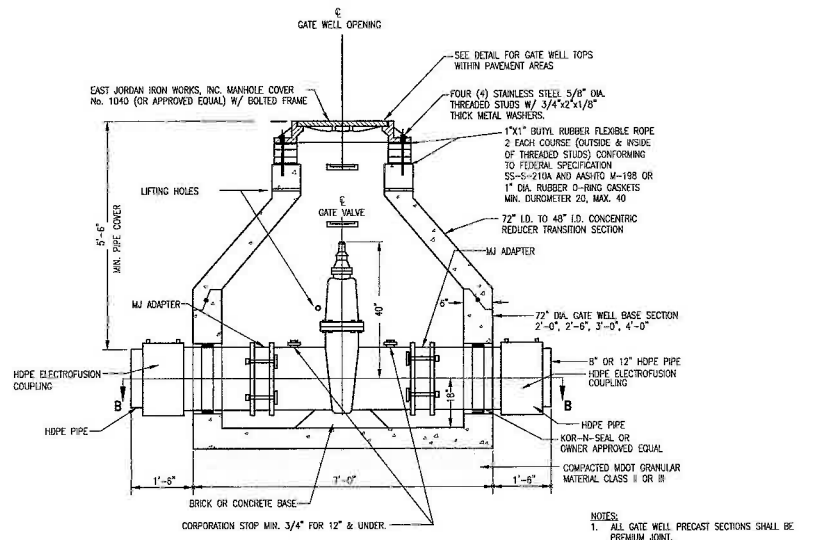 ℄
GATE WELL OPENING
SEE DETAIL FOR GATE WELL TOPS
WITHIN PAVEMENT AREAS
EAST JORDAN IRON WORKS, INC. MANHOLE COVER
No. 1040 (OR APPROVED EQUAL) W/ BOLTED FRAME
FOUR (4) STAINLESS STEEL 5/8" DIA.
THREADED STUDS W/ 3/4"x2"x1/8"
THICK METAL WASHERS.
1"X1" BUTYL RUBBER FLEXIBLE ROPE
2 EACH COURSE (OUTSIDE & INSIDE
OF THREADED STUDS) CONFORMING
TO FEDERAL SPECIFICATION
SS-S-210A AND AASHTO M-198 OR
1" DIA. RUBBER O-RING GASKETS
MIN. DUROMETER 20, MAX. 40
LIFTING HOLES
℄
GATE VALVE
72" I.D. TO 48" I.D. CONCENTRIC
REDUCER TRANSITION SECTION
5'-6"
MIN. PIPE COVER
MJ ADAPTER
MJ ADAPTER
40"
6"
72" DIA. GATE WELL BASE SECTION
2'-0", 2'-6", 3'-0", 4'-0"
8" OR 12" HDPE PIPE
HDPE ELECTROFUSION
COUPLING
HDPE ELECTROFUSION
COUPLING
B
18"
B
HDPE PIPE
HDPE PIPE
KOR-N-SEAL OR
OWNER APPROVED EQUAL
COMPACTED MDOT GRANULAR
MATERIAL CLASS II OR III
1'-6"
7'-0"
1'-6"
BRICK OR CONCRETE BASE
CORPORATION STOP MIN. 3/4" FOR 12" & UNDER.
NOTES:
1. ALL GATE WELL PRECAST SECTIONS SHALL BE
PREMIUM JOINT.